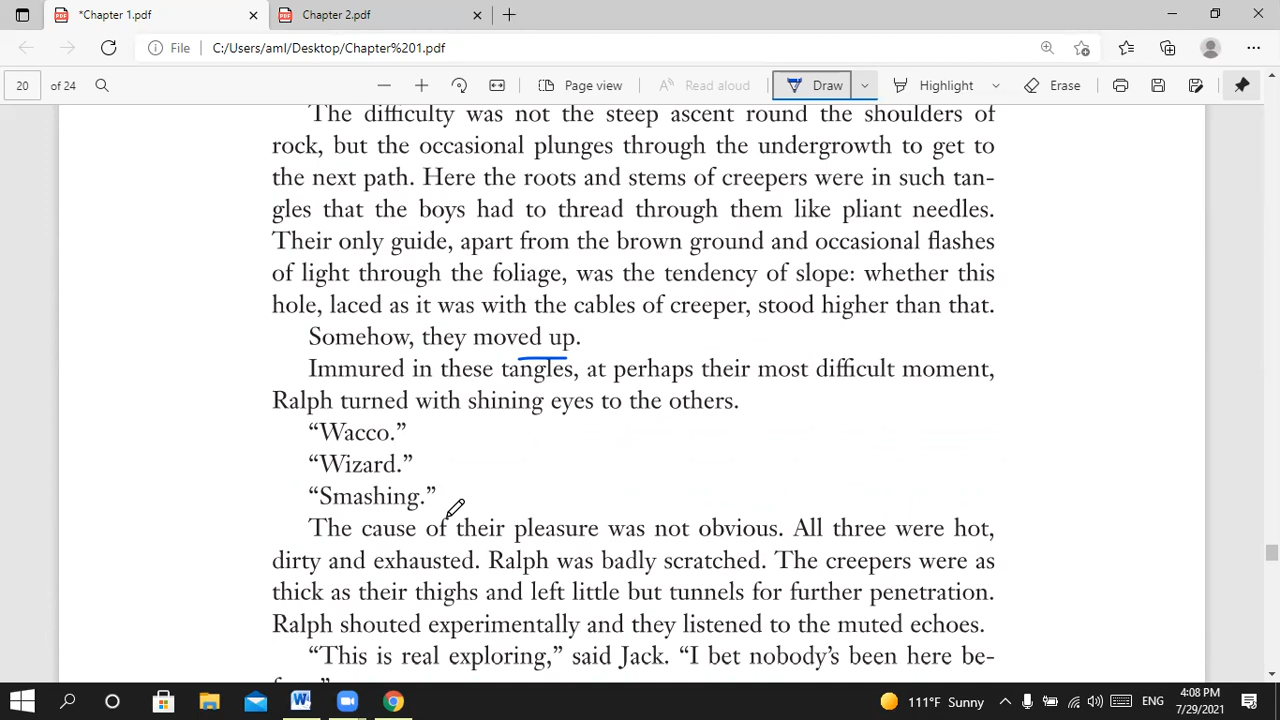 *Chapter 1.pdf
Chapter 2.pdf
File
C:/Users/aml/Desktop/Chapter%201.pdf
20
of 24
Page view
Read aloud
Draw
Highlight
Erase
The difficulty was not the steep ascent round the shoulders of
rock, but the occasional plunges through the undergrowth to get to
the next path. Here the roots and stems of creepers were in such tan-
gles that the boys had to thread through them like pliant needles.
Their only guide, apart from the brown ground and occasional flashes
of light through the foliage, was the tendency of slope: whether this
hole, laced as it was with the cables of creeper, stood higher than that.
Somehow, they moved up.
Immured in these tangles, at perhaps their most difficult moment,
Ralph turned with shining eyes to the others.
“Wacco.”
“Wizard.”
“Smashing.”
The cause of their pleasure was not obvious. All three were hot,
dirty and exhausted. Ralph was badly scratched. The creepers were as
thick as their thighs and left little but tunnels for further penetration.
Ralph shouted experimentally and they listened to the muted echoes.
“This is real exploring,” said Jack. “I bet nobody’s been here be-
111°F Sunny
ENG
4:08 PM
7/29/2021